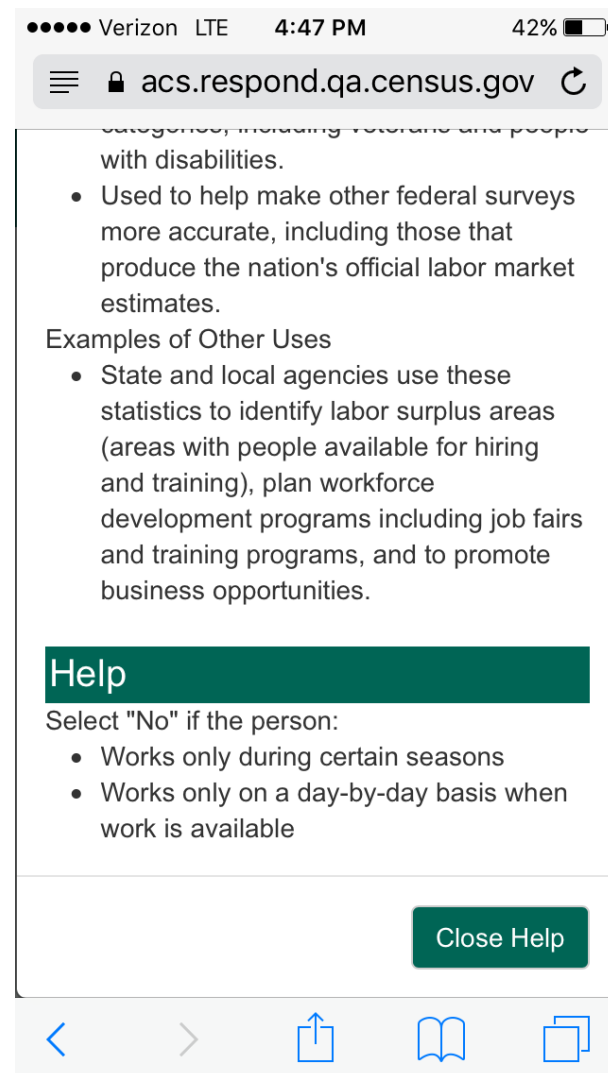 Verizon LTE 4:47 PM 42%
acs.respond.qa.census.gov
categories, including veterans and people
with disabilities.
• Used to help make other federal surveys
more accurate, including those that
produce the nation's official labor market
estimates.
Examples of Other Uses
• State and local agencies use these
statistics to identify labor surplus areas
(areas with people available for hiring
and training), plan workforce
development programs including job fairs
and training programs, and to promote
business opportunities.
Help
Select "No" if the person:
• Works only during certain seasons
• Works only on a day-by-day basis when
work is available
Close Help